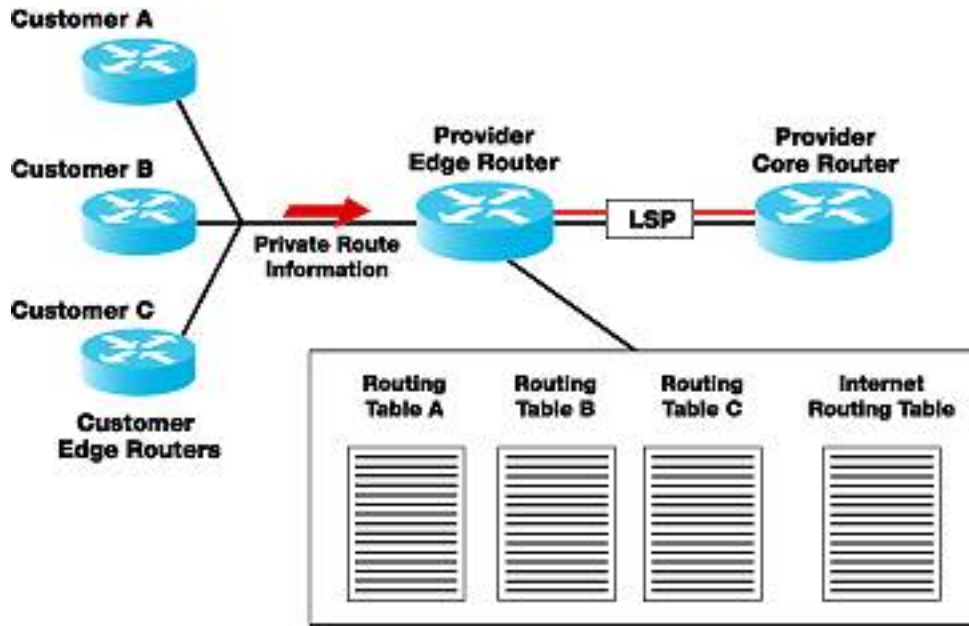 Customer A
Customer B
Customer C
Customer
Edge Routers
Private Route
Information
Provider
Edge Router
LSP
Provider
Core Router
Routing
Table A
Routing
Table B
Routing
Table C
Internet
Routing Table